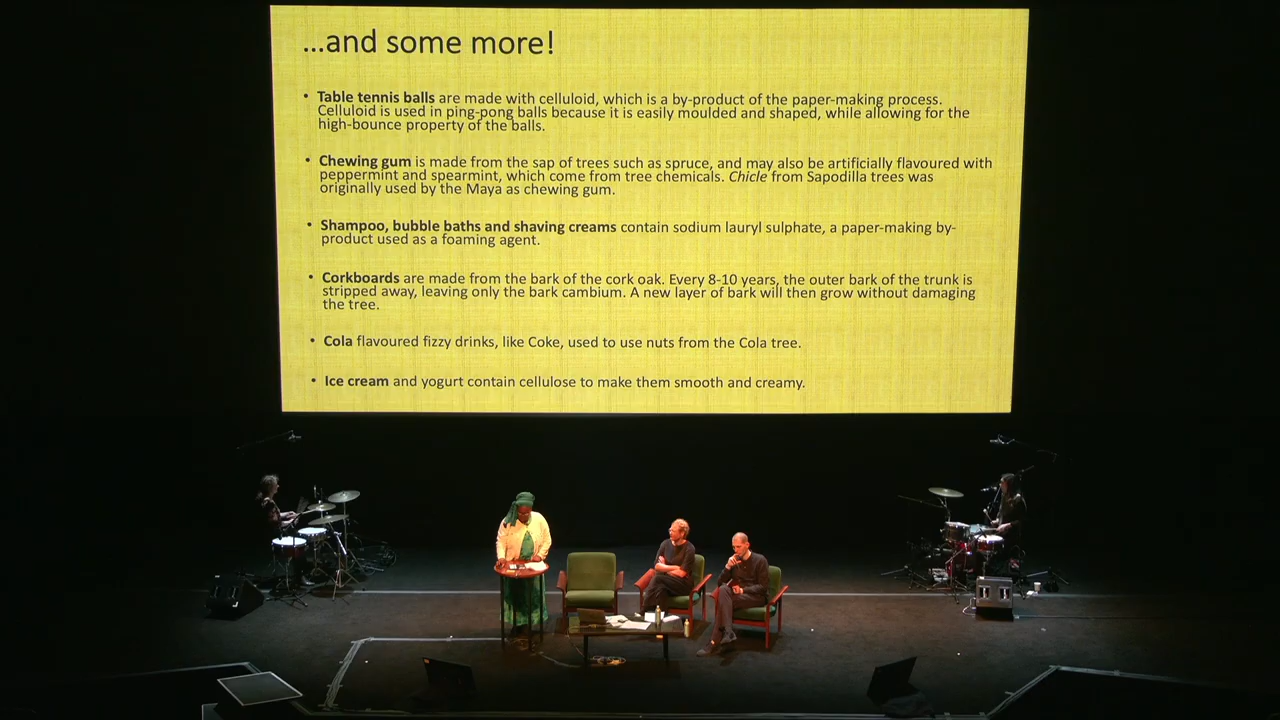 ...and some more!
• Table tennis balls are made with celluloid, which is a by-product of the paper-making process.
Celluloid is used in ping-pong balls because it is easily moulded and shaped, while allowing for the
high-bounce property of the balls.
• Chewing gum is made from the sap of trees such as spruce, and may also be artificially flavoured with
peppermint and spearmint, which come from tree chemicals. Chicle from Sapodilla trees was
originally used by the Maya as chewing gum.
• Shampoo, bubble baths and shaving creams contain sodium lauryl sulphate, a paper-making by-
product used as a foaming agent.
• Corkboards are made from the bark of the cork oak. Every 8-10 years, the outer bark of the trunk is
stripped away, leaving only the bark cambium. A new layer of bark will then grow without damaging
the tree.
• Cola flavoured fizzy drinks, like Coke, used to use nuts from the Cola tree.
• Ice cream and yogurt contain cellulose to make them smooth and creamy.